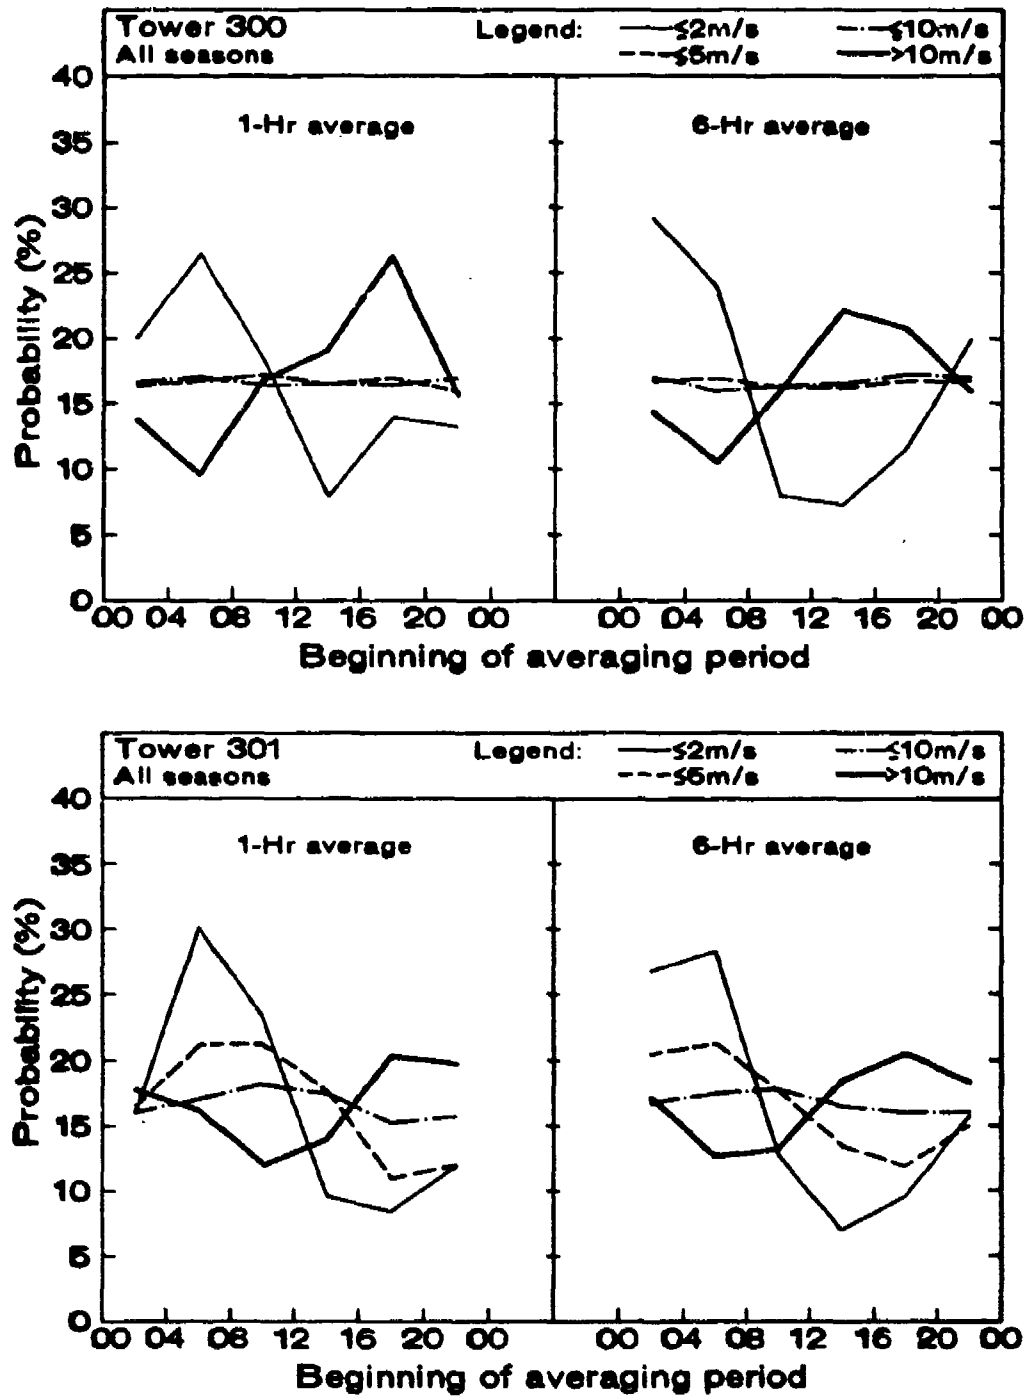 Tower 300 Legend: ≤2m/s ≤10m/s
All seasons ≤5m/s >10m/s
40
1-Hr average 6-Hr average
35
30
25
20
15
10
5
0
Probability (%)
00 04 08 12 16 20 00 00 04 08 12 16 20 00
Beginning of averaging period
Tower 301 Legend: ≤2m/s ≤10m/s
All seasons ≤5m/s >10m/s
40
1-Hr average 6-Hr average
35
30
25
20
15
10
5
0
Probability (%)
00 04 08 12 16 20 00 00 04 08 12 16 20 00
Beginning of averaging period